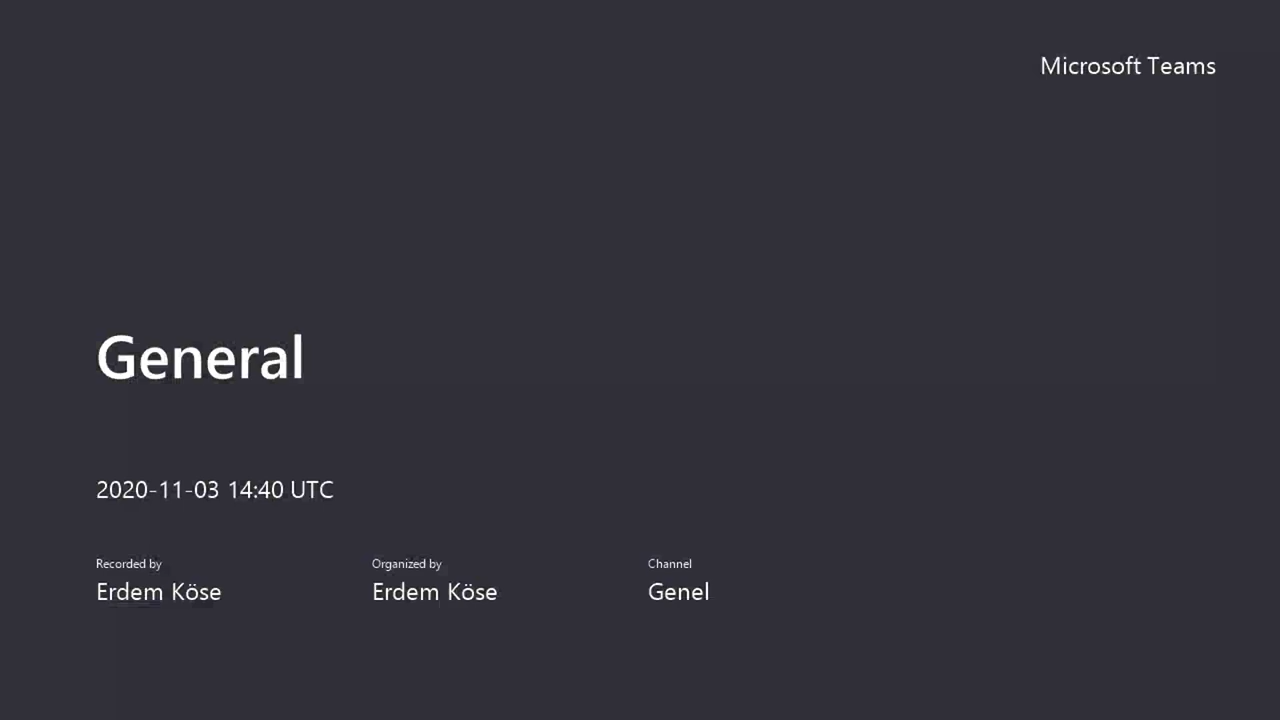 Microsoft Teams
General
2020-11-03 14:40 UTC
Recorded by
Erdem Köse
Organized by
Erdem Köse
Channel
Genel